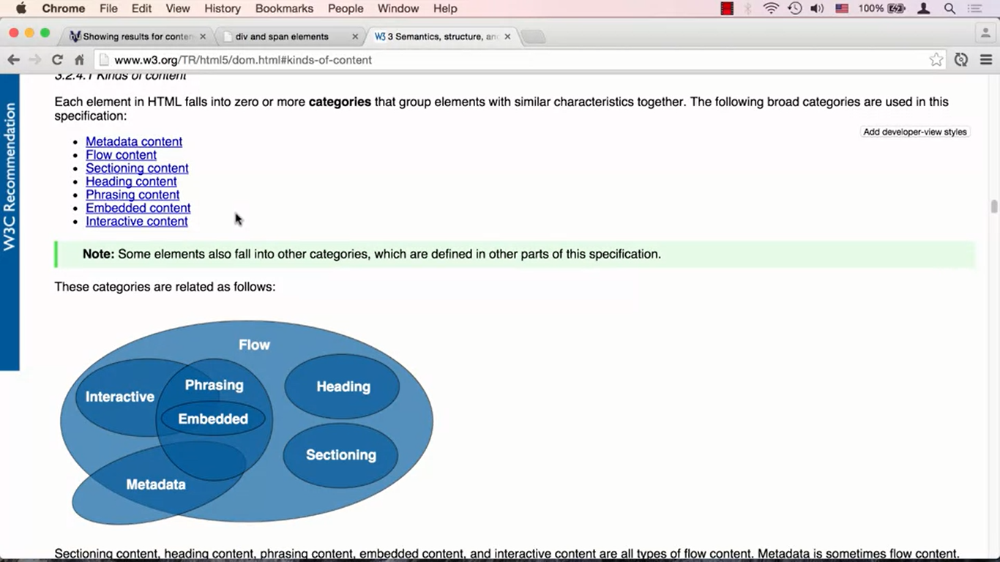 Chrome File Edit View History Bookmarks People Window Help 100%
Showing results for conten
div and span elements
W3 3 Semantics, structure, an
www.w3.org/TR/html5/dom.html#kinds-of-content
W3C Recommendation
3.2.4.1 Kinds of content
Each element in HTML falls into zero or more categories that group elements with similar characteristics together. The following broad categories are used in this
specification:
Add developer-view styles
• Metadata content
• Flow content
• Sectioning content
• Heading content
• Phrasing content
• Embedded content
• Interactive content
Note: Some elements also fall into other categories, which are defined in other parts of this specification.
These categories are related as follows:
Flow
Phrasing
Heading
Interactive
Embedded
Sectioning
Metadata
Sectioning content, heading content, phrasing content, embedded content, and interactive content are all types of flow content. Metadata is sometimes flow content.